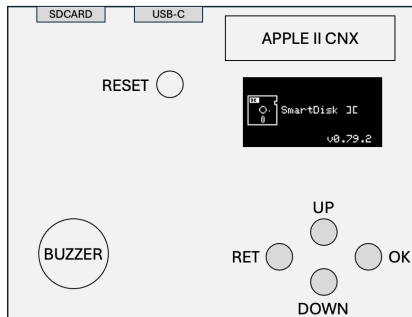 SDCARD
USB-C
APPLE II CNX
RESET
SmartDisk ][
v0.79.2
UP
BUZZER
RET
OK
DOWN